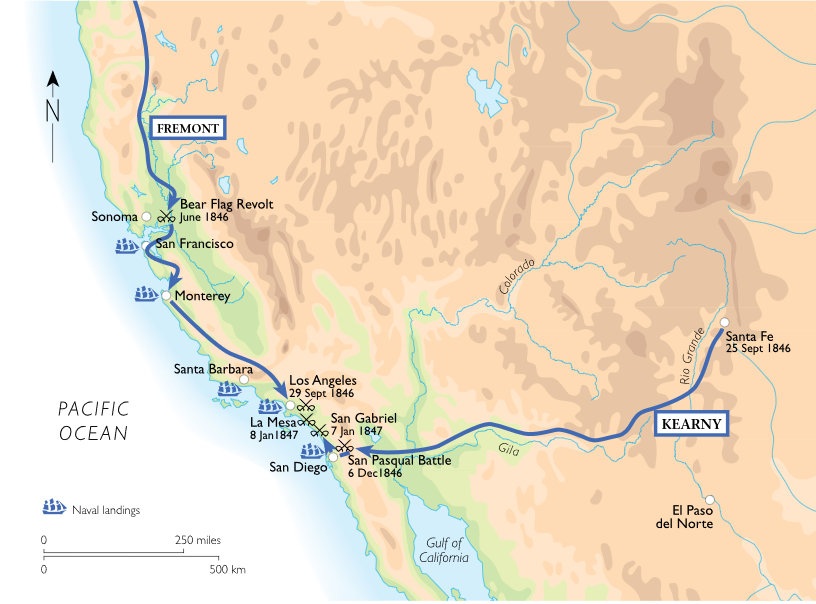 FREMONT
N
Bear Flag Revolt
June 1846
Sonoma
San Francisco
Monterey
Colorado
Santa Fe
25 Sept 1846
Rio Grande
Santa Barbara
Los Angeles
29 Sept 1846
PACIFIC
OCEAN
La Mesa
8 Jan1847
San Gabriel
7 Jan 1847
KEARNY
Gila
San Diego
San Pasqual Battle
6 Dec1846
El Paso
del Norte
Naval landings
Gulf of
California
0 250 miles
0 500 km